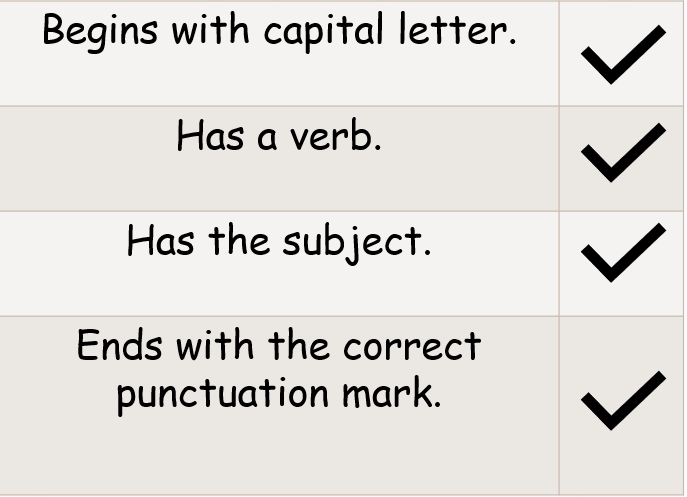 Begins with capital letter.
Has a verb.
Has the subject.
Ends with the correct
punctuation mark.